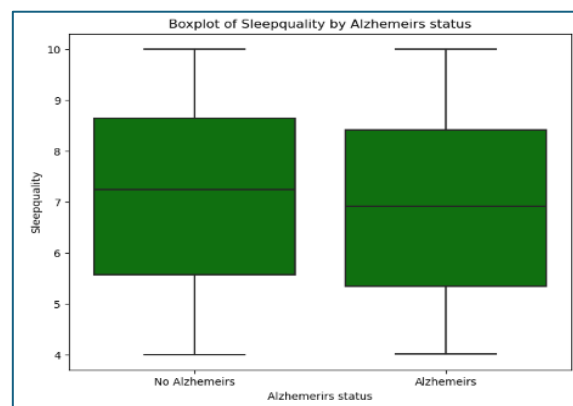 Boxplot of Sleepquality by Alzhemeirs status
10
9
8
7
6
5
4
Sleepquality
No Alzhemeirs
Alzhemeirs
Alzhemerirs status